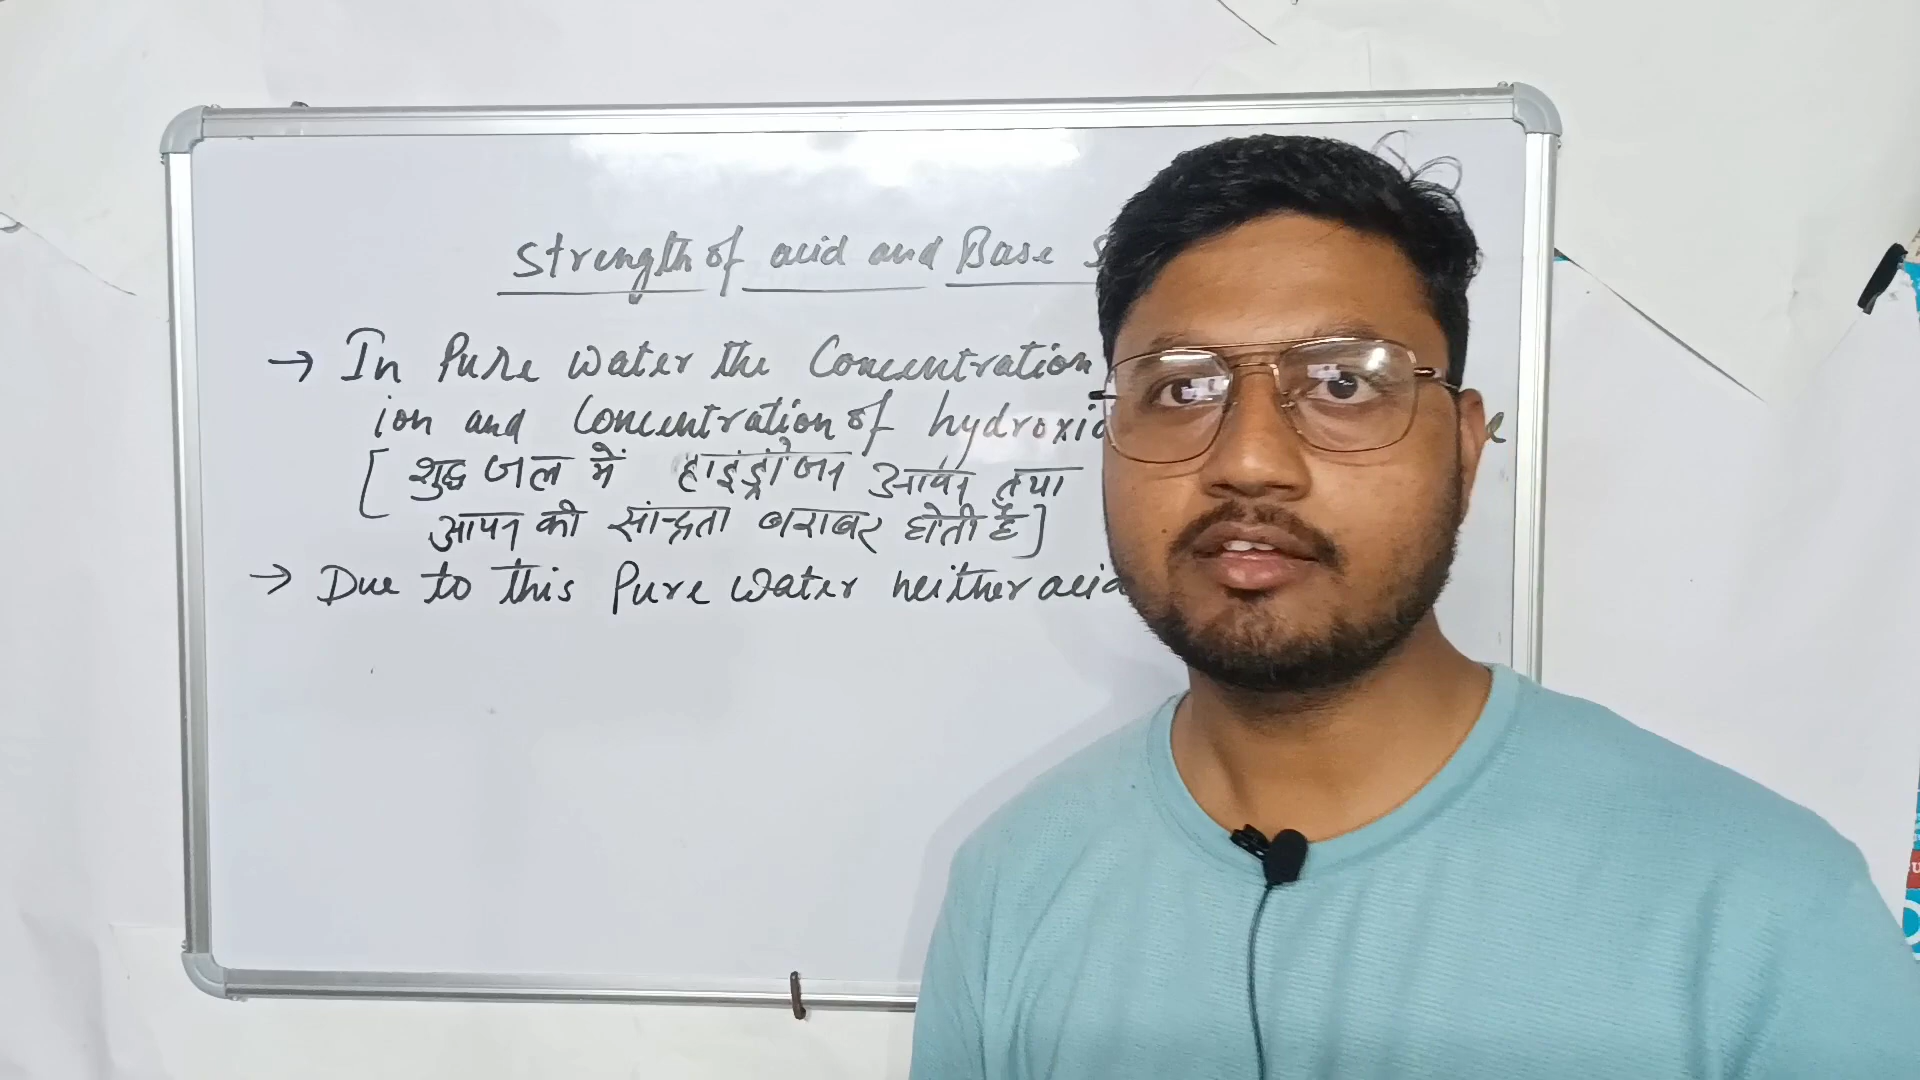 Strength of acid and Base S
→ In Pure water the Concentration
ion and Concentration of hydroxi
[ शुद्ध जल में हाइड्रोजन आयन तथा
आयन की सान्द्रता बराबर होती है ]
→ Due to this Pure water neither acid